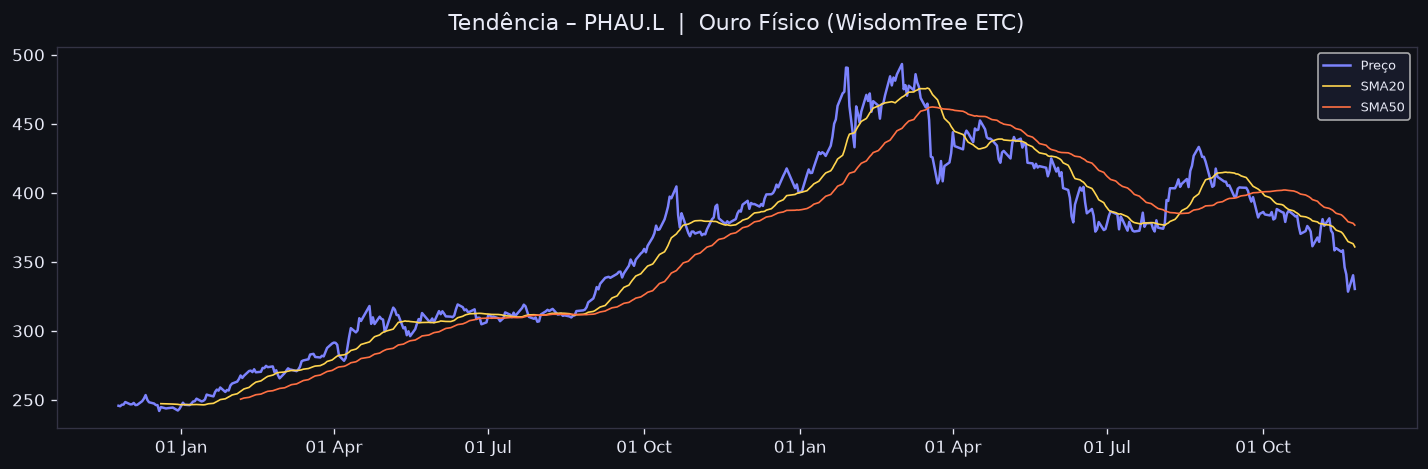 Tendência – PHAU.L | Ouro Físico (WisdomTree ETC)
500
450
400
350
300
250
Preço
SMA20
SMA50
01 Jan
01 Apr
01 Jul
01 Oct
01 Jan
01 Apr
01 Jul
01 Oct